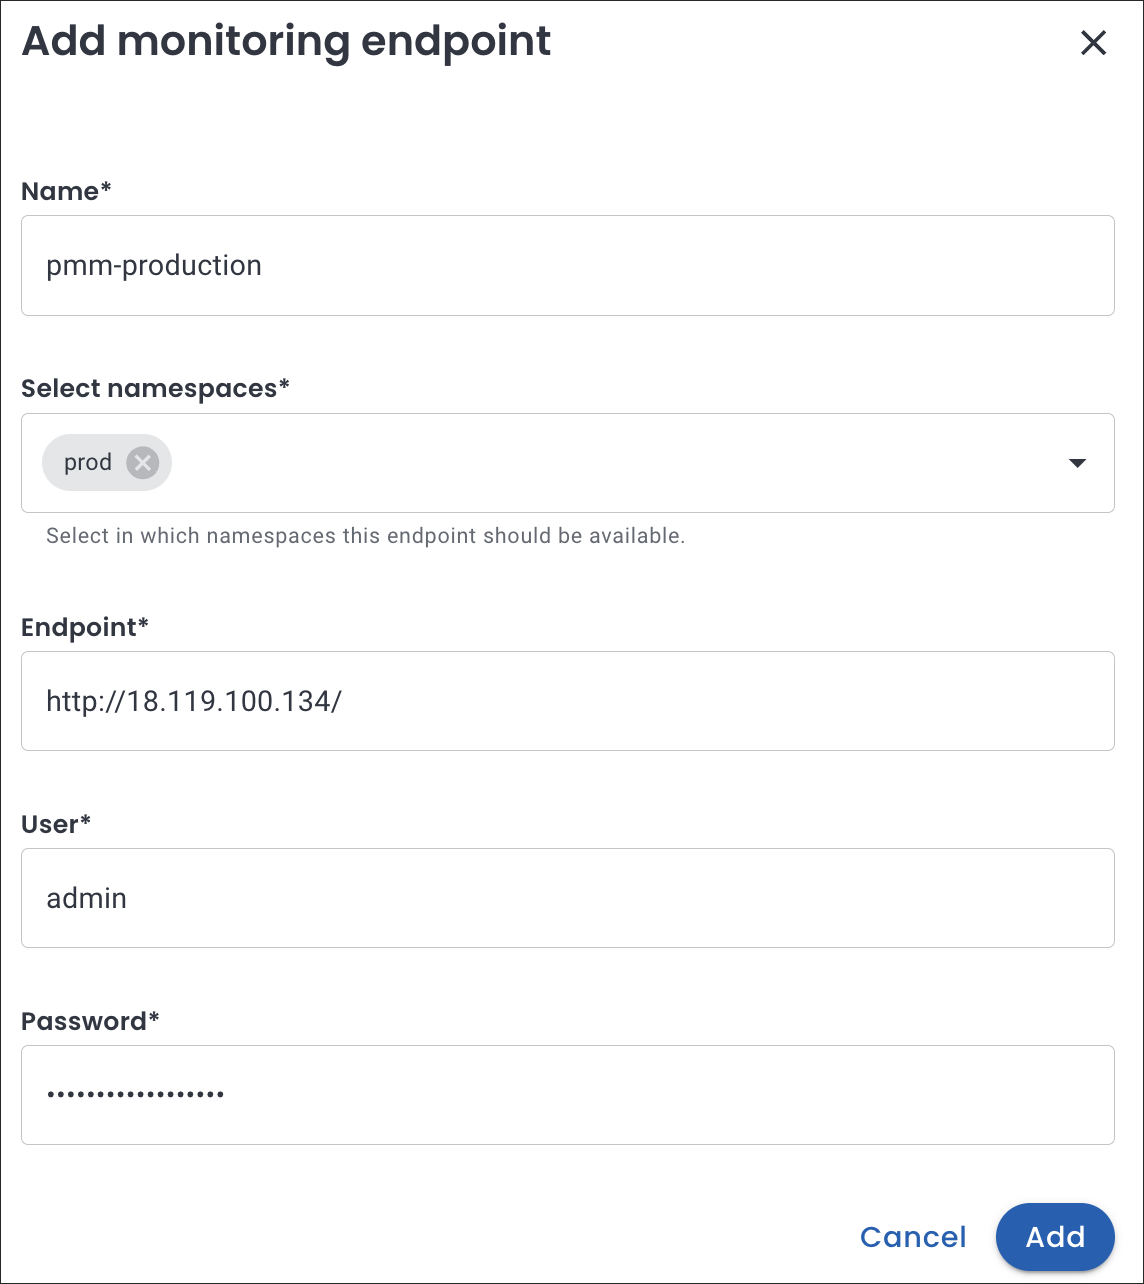 Add monitoring endpoint
Name*
pmm-production
Select namespaces*
prod
Select in which namespaces this endpoint should be available.
Endpoint*
http://18.119.100.134/
User*
admin
Password*
••••••••••••••••••
Cancel Add